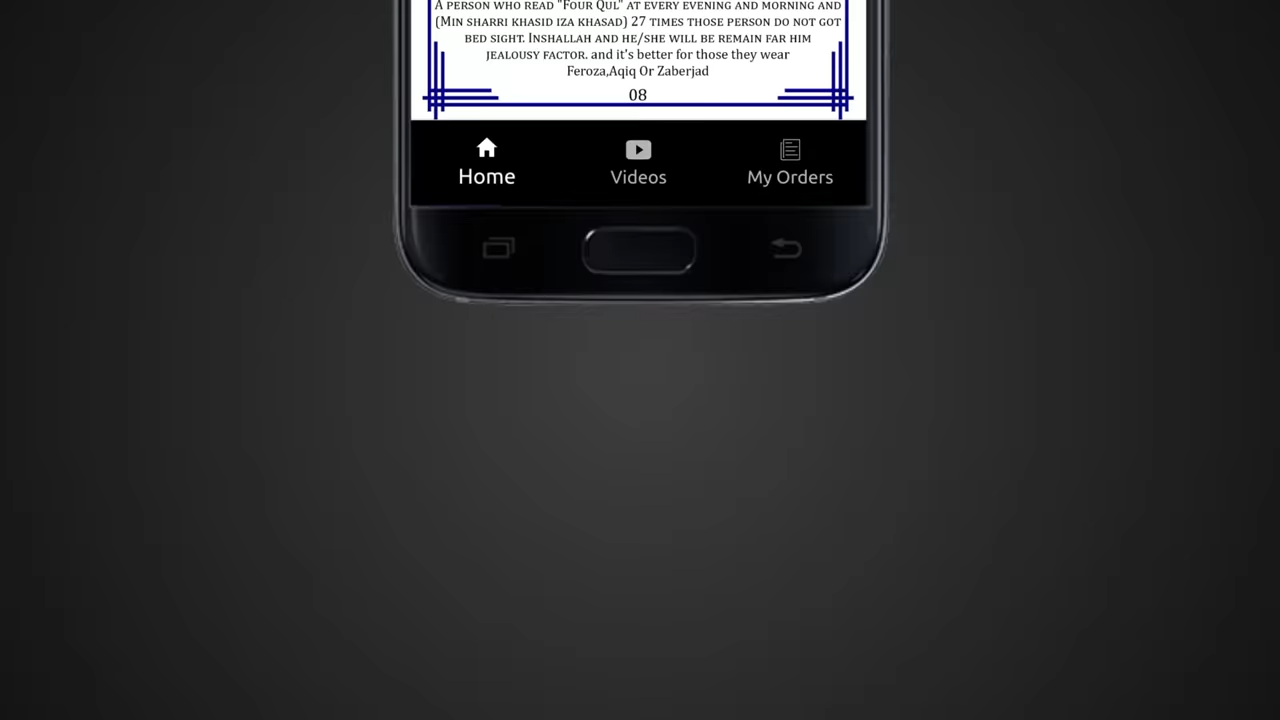 A PERSON WHO READ "FOUR QUL" AT EVERY EVENING AND MORNING AND
(MIN SHARRI KHASID IZA KHASAD) 27 TIMES THOSE PERSON DO NOT GOT
BED SIGHT. INSHALLAH AND HE/SHE WILL BE REMAIN FAR HIM
JEALOUSY FACTOR. and it's better for those they wear
Feroza,Aqiq Or Zaberjad
08
Home Videos My Orders